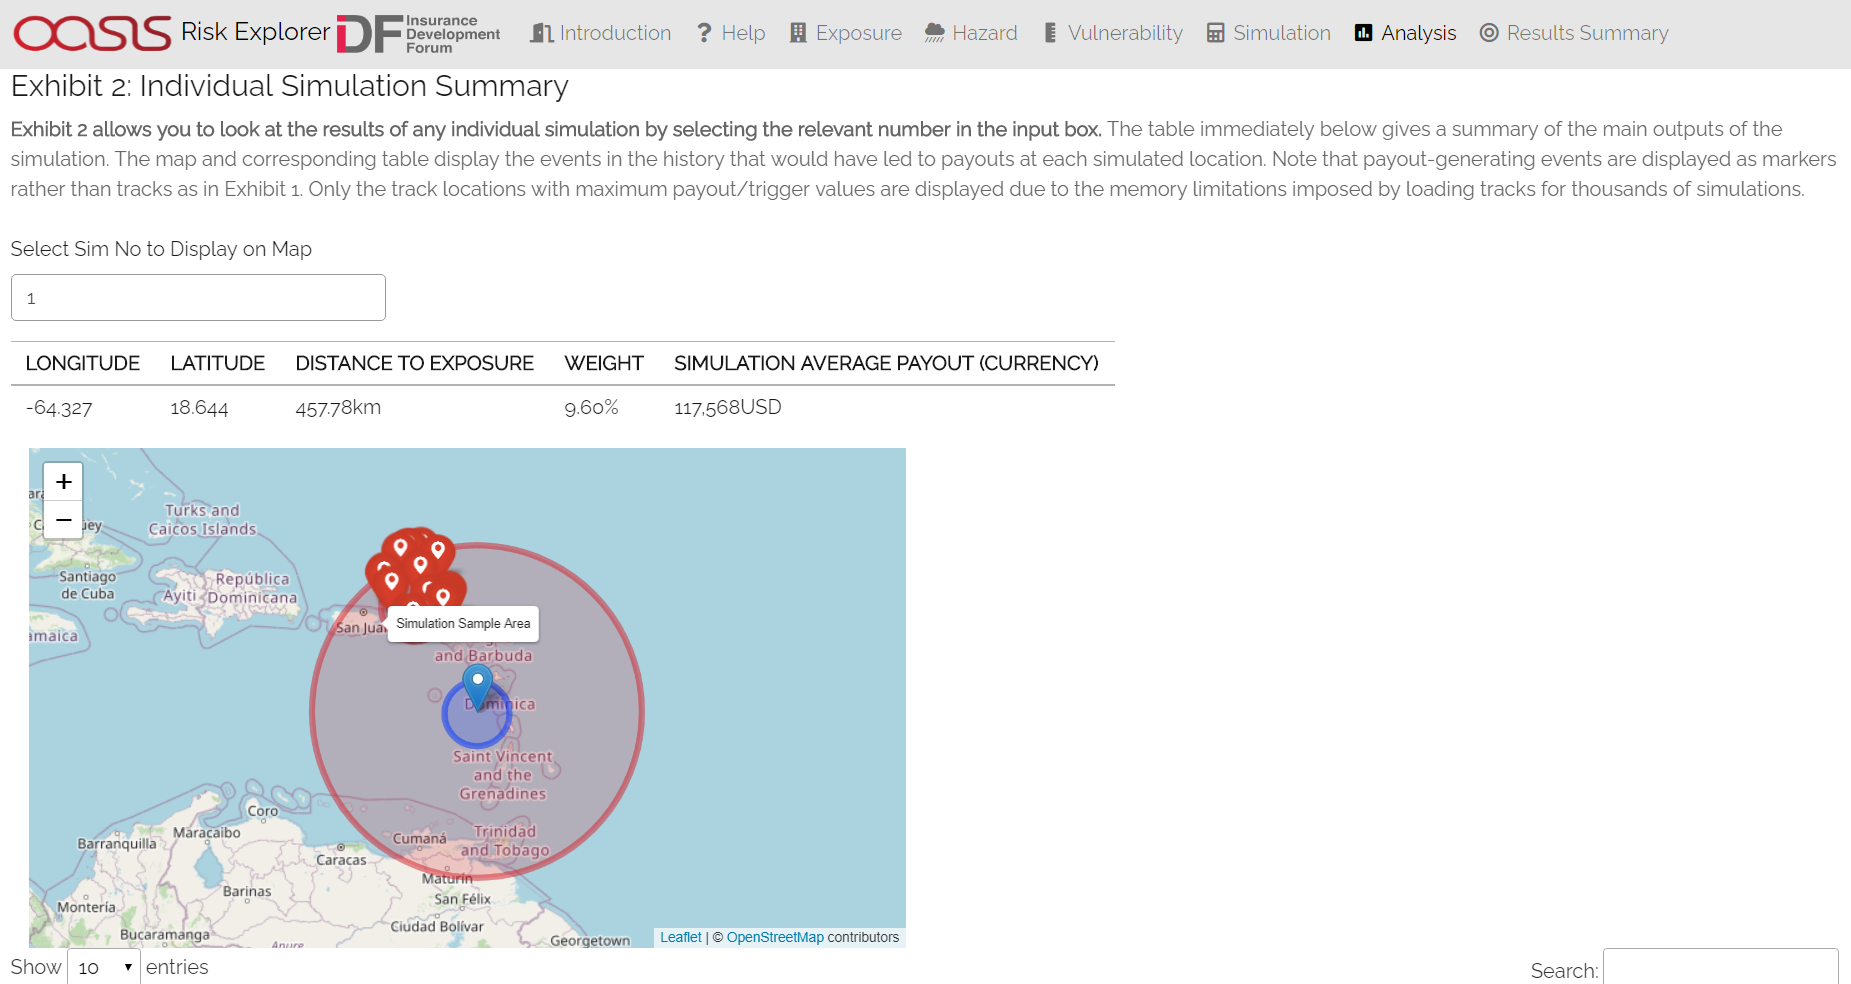 OASIS Risk Explorer IDF Insurance Development Forum Introduction ? Help Exposure Hazard Vulnerability Simulation Analysis Results Summary
Exhibit 2: Individual Simulation Summary
Exhibit 2 allows you to look at the results of any individual simulation by selecting the relevant number in the input box. The table immediately below gives a summary of the main outputs of the
simulation. The map and corresponding table display the events in the history that would have led to payouts at each simulated location. Note that payout-generating events are displayed as markers
rather than tracks as in Exhibit 1. Only the track locations with maximum payout/trigger values are displayed due to the memory limitations imposed by loading tracks for thousands of simulations.
Select Sim No to Display on Map
1
LONGITUDE LATITUDE DISTANCE TO EXPOSURE WEIGHT SIMULATION AVERAGE PAYOUT (CURRENCY)
-64.327 18.644 457.78km 9.60% 117,568USD
+
−
Turks and
Caicos Islands
Santiago
de Cuba
República
Ayiti Dominicana
amaica
San Jua
Simulation Sample Area
and Barbuda
Dominica
Saint Vincent
and the
Grenadines
Coro
Maracaibo
Barranquilla
Cumaná
Trinidad
and Tobago
Caracas
Maturín
Barinas
San Félix
Montería
Ciudad Bolívar
Bucaramanga
Anure
Georgetown
Leaflet | © OpenStreetMap contributors
Show 10 entries
Search: